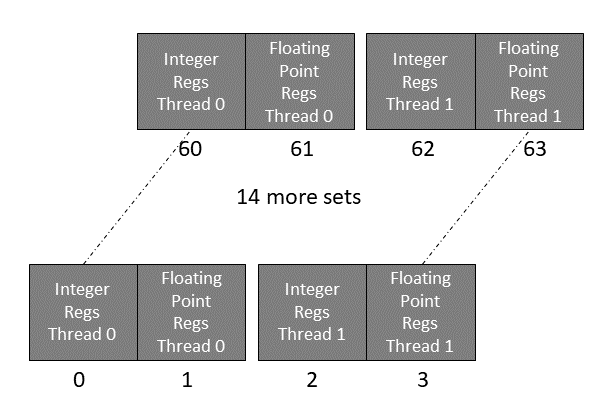 Integer
Regs
Thread 0
Floating
Point
Regs
Thread 0
Integer
Regs
Thread 1
Floating
Point
Regs
Thread 1
60 61 62 63
14 more sets
Integer
Regs
Thread 0
Floating
Point
Regs
Thread 0
Integer
Regs
Thread 1
Floating
Point
Regs
Thread 1
0 1 2 3